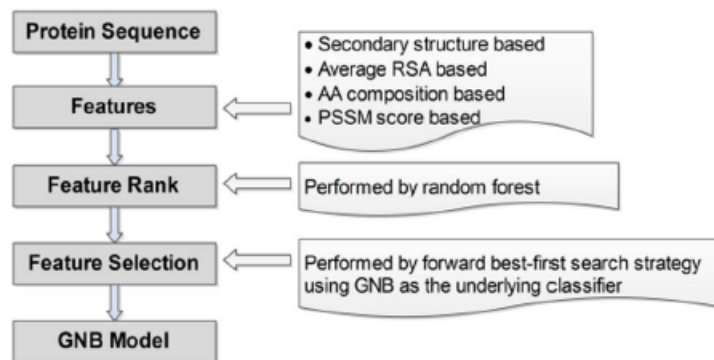 Protein Sequence
• Secondary structure based
• Average RSA based
• AA composition based
• PSSM score based
Features
Feature Rank
Performed by random forest
Feature Selection
Performed by forward best-first search strategy
using GNB as the underlying classifier
GNB Model